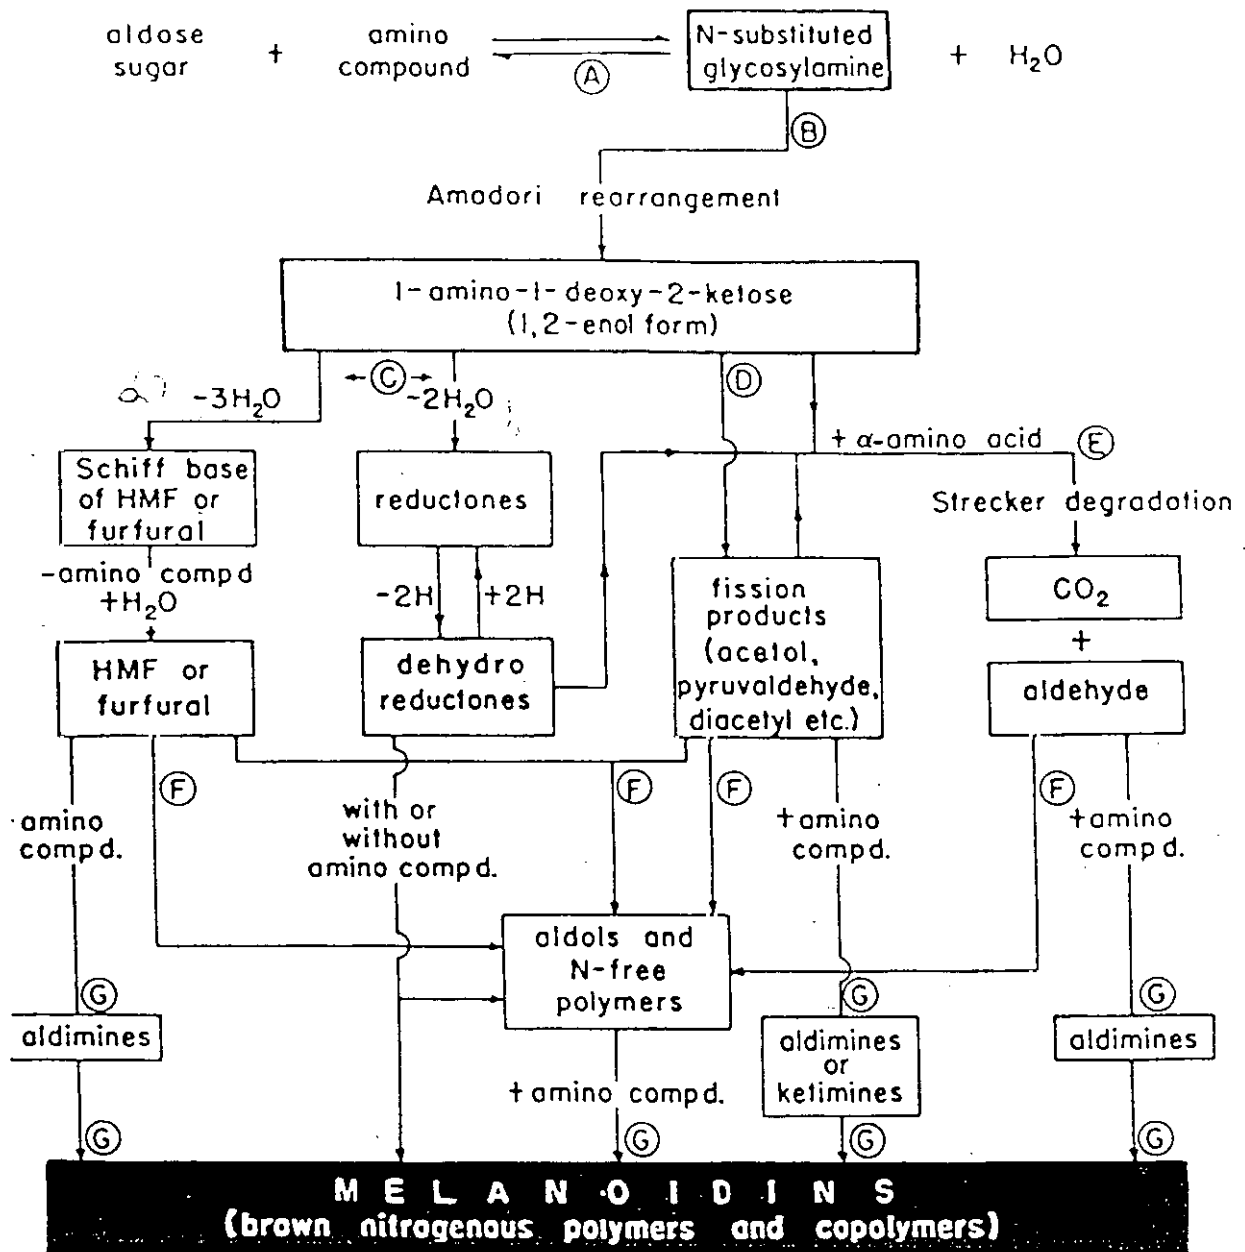 aldose sugar + amino compound N-substituted glycosylamine + H₂O
A
B
Amadori rearrangement
1-amino-1-deoxy-2-ketose
(1,2-enol form)
C
D
-3H₂O
-2H₂O
+ α-amino acid
E
Schiff base
of HMF or
furfural
reductones
Strecker degradation
-amino compd
+H₂O
-2H
+2H
fission
products
(acetol,
pyruvaldehyde,
diacetyl etc.)
CO₂
+
aldehyde
HMF or
furfural
dehydro
reductones
F
F
F
F
amino
compd.
with or
without
amino compd.
+amino
compd.
+amino
compd.
aldols and
N-free
polymers
G
G
G
aldimines
aldimines
or
ketimines
aldimines
+amino compd.
G
G
G
G
MELANOIDINS
(brown nitrogenous polymers and copolymers)